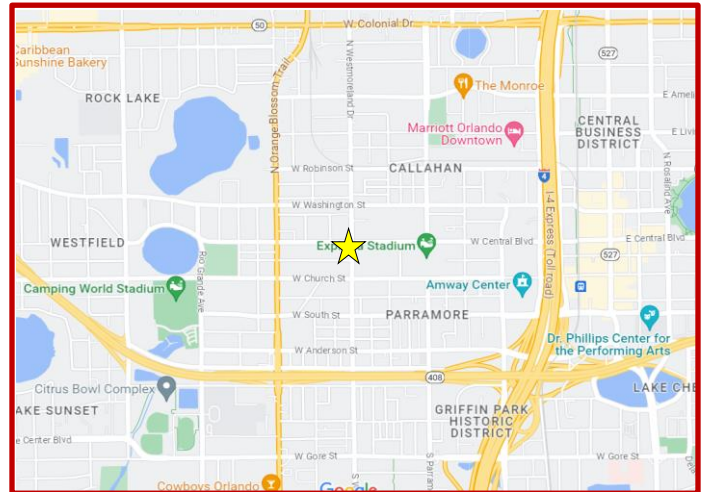 50
W. Colonial Dr
Caribbean
Sunshine Bakery
527
N Orange Blossom Trail
N Westmoreland Dr
The Monroe
ROCK LAKE
E Ameli
Marriott Orlando
Downtown
CENTRAL
BUSINESS
DISTRICT
E Livi
N Rosalind Ave
W Robinson St
CALLAHAN
4
I-4 Express (Toll road)
W Washington St
WESTFIELD
Stadium
W Central Blvd
E Central Blvd
527
Rio Grande Ave
W Church St
Camping World Stadium
Amway Center
W South St
PARRAMORE
Dr. Phillips Center for
the Performing Arts
W Anderson St
408
Citrus Bowl Complex
LAKE CHE
AKE SUNSET
GRIFFIN PARK
HISTORIC
DISTRICT
e Center Blvd
W Gore St
W Gore St
S Parram
Cowboys Orlando
Google